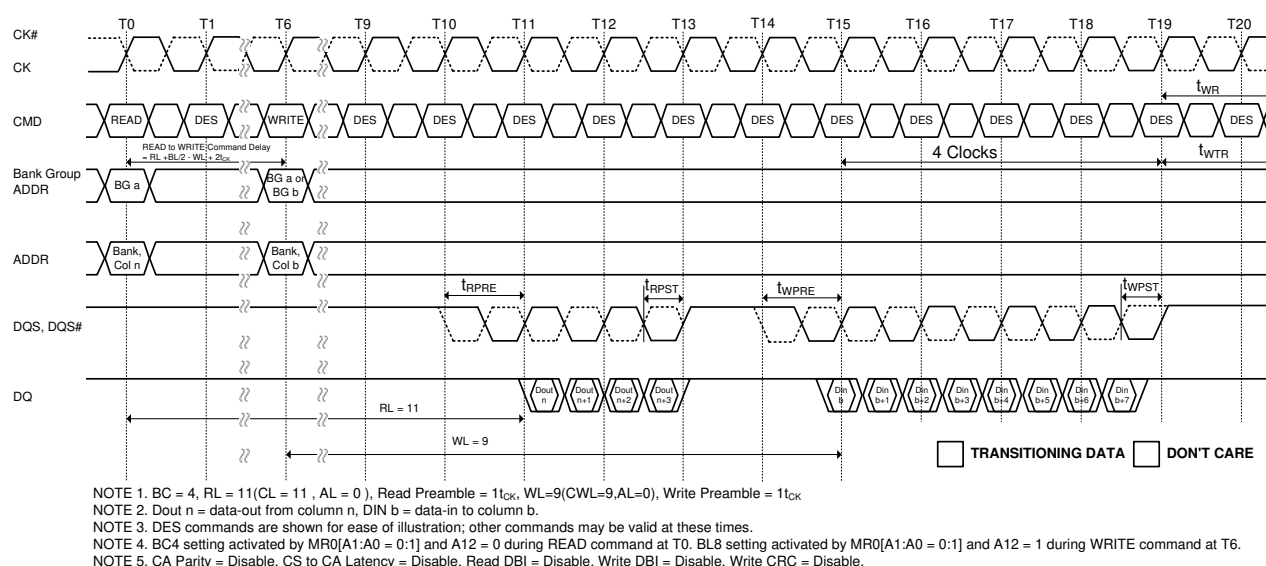 T0 T1 T6 T9 T10 T11 T12 T13 T14 T15 T16 T17 T18 T19 T20
CK#
CK
tWR
CMD READ DES WRITE DES DES DES DES DES DES DES DES DES DES DES DES
READ to WRITE Command Delay
= RL +BL/2 - WL + 2tCK
4 Clocks
tWTR
Bank Group
ADDR
BG a
BG a or
BG b
ADDR
Bank,
Col n
Bank,
Col b
tRPRE tRPST tWPRE tWPST
DQS, DQS#
DQ
Dout
n
Dout
n+1
Dout
n+2
Dout
n+3
Din
b
Din
b+1
Din
b+2
Din
b+3
Din
b+4
Din
b+5
Din
b+6
Din
b+7
RL = 11
WL = 9
TRANSITIONING DATA DON'T CARE
NOTE 1. BC = 4, RL = 11(CL = 11 , AL = 0 ), Read Preamble = 1tCK, WL=9(CWL=9,AL=0), Write Preamble = 1tCK
NOTE 2. Dout n = data-out from column n, DIN b = data-in to column b.
NOTE 3. DES commands are shown for ease of illustration; other commands may be valid at these times.
NOTE 4. BC4 setting activated by MR0[A1:A0 = 0:1] and A12 = 0 during READ command at T0. BL8 setting activated by MR0[A1:A0 = 0:1] and A12 = 1 during WRITE command at T6.
NOTE 5. CA Parity = Disable, CS to CA Latency = Disable, Read DBI = Disable, Write DBI = Disable, Write CRC = Disable.